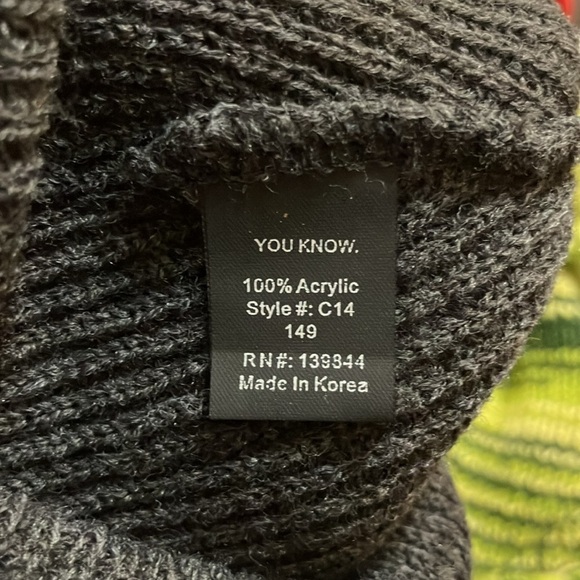 YOU KNOW.
100% Acrylic
Style #: C14
149
RN#: 139844
Made In Korea